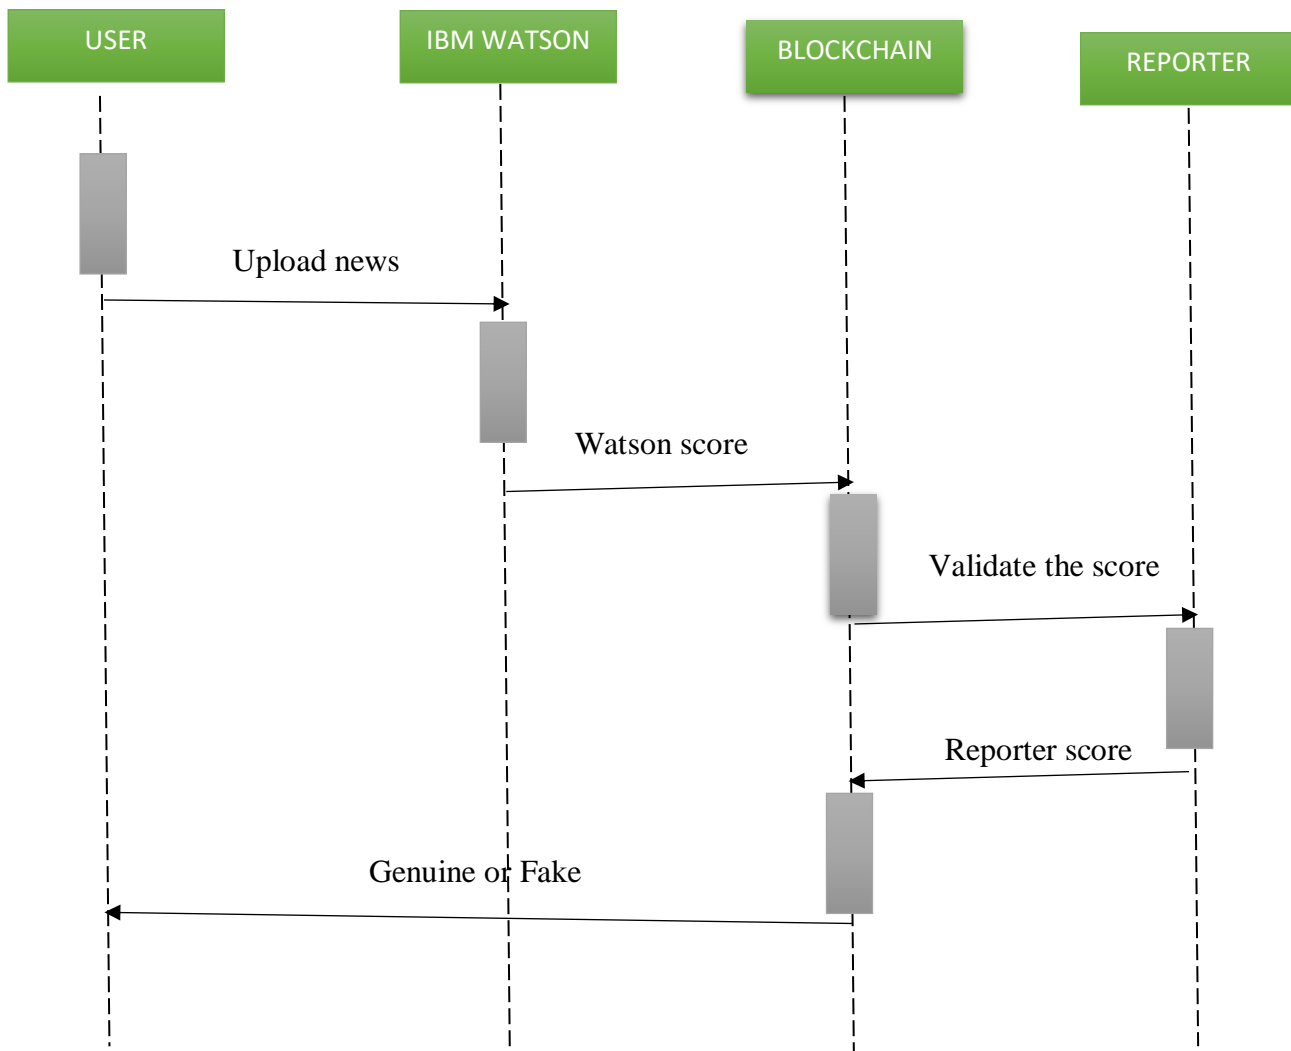 USER
IBM WATSON
BLOCKCHAIN
REPORTER
Upload news
Watson score
Validate the score
Reporter score
Genuine or Fake